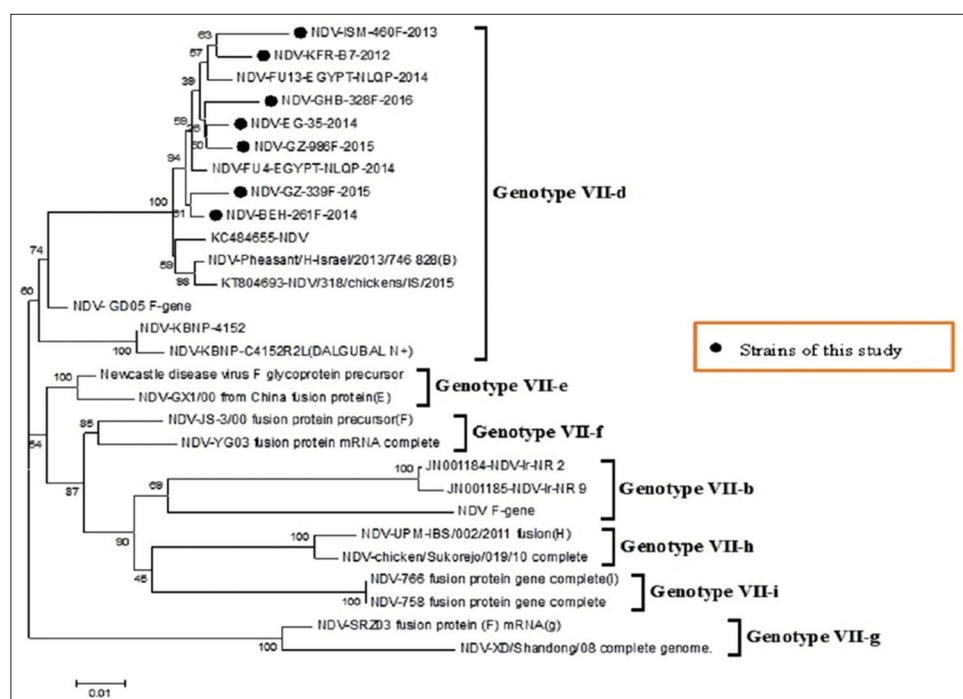 63
NDV-ISM-460F-2013
57
NDV-KFR-B7-2012
39
NDV-FU13-EGYPT-NLQP-2014
NDV-GHB-328F-2016
59
26
NDV-EG-35-2014
50
NDV-GZ-986F-2015
94
NDV-FU4-EGYPT-NLQP-2014
Genotype VII-d
NDV-GZ-339F-2015
100
61
NDV-BEH-261F-2014
KC484655-NDV
74
NDV-Pheasant/H-Israel/2013/746 828(B)
59
98
KT804693-NDV/318/chickens/IS/2015
60
NDV- GD05 F-gene
NDV-KBNP-4152
100
NDV-KBNP-C4152R2L(DALGUBAL N+)
● Strains of this study
Newcastle disease virus F glycoprotein precursor
100
Genotype VII-e
NDV-GX1/00 from China fusion protein(E)
NDV-JS-3/00 fusion protein precursor(F)
95
Genotype VII-f
54
NDV-YG03 fusion protein mRNA complete
JN001184-NDV-Ir-NR 2
100
87
69
JN001185-NDV-Ir-NR 9
Genotype VII-b
NDV F-gene
90
NDV-UPM-IBS/002/2011 fusion(H)
100
Genotype VII-h
NDV-chicken/Sukorejo/019/10 complete
45
NDV-766 fusion protein gene complete(i)
Genotype VII-i
100
NDV-758 fusion protein gene complete
NDV-SRZ03 fusion protein (F) mRNA(g)
100
Genotype VII-g
NDV-XD/Shandong/08 complete genome.
0.01